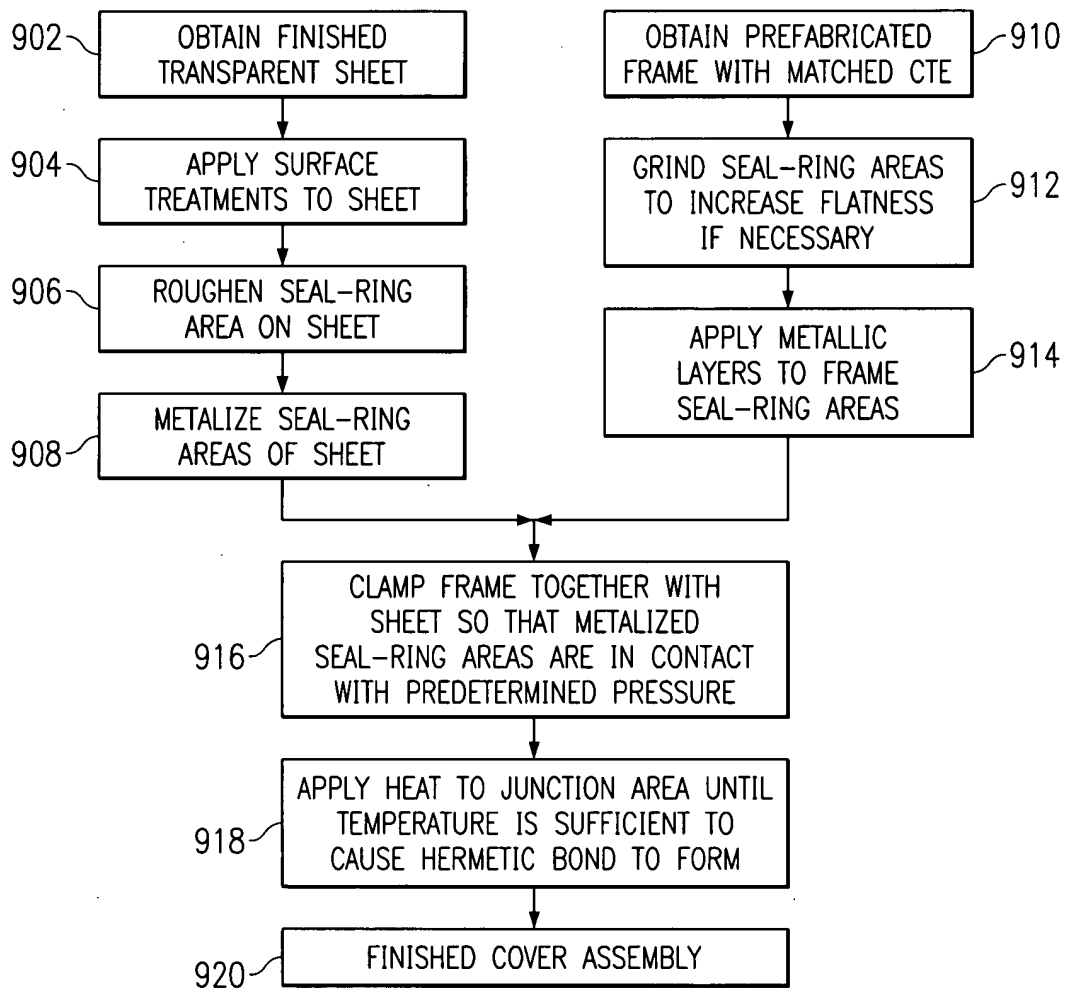 902
OBTAIN FINISHED
TRANSPARENT SHEET
904
APPLY SURFACE
TREATMENTS TO SHEET
906
ROUGHEN SEAL-RING
AREA ON SHEET
908
METALIZE SEAL-RING
AREAS OF SHEET
OBTAIN PREFABRICATED
FRAME WITH MATCHED CTE
910
GRIND SEAL-RING AREAS
TO INCREASE FLATNESS
IF NECESSARY
912
APPLY METALLIC
LAYERS TO FRAME
SEAL-RING AREAS
914
CLAMP FRAME TOGETHER WITH
SHEET SO THAT METALIZED
SEAL-RING AREAS ARE IN CONTACT
WITH PREDETERMINED PRESSURE
916
APPLY HEAT TO JUNCTION AREA UNTIL
TEMPERATURE IS SUFFICIENT TO
CAUSE HERMETIC BOND TO FORM
918
FINISHED COVER ASSEMBLY
920